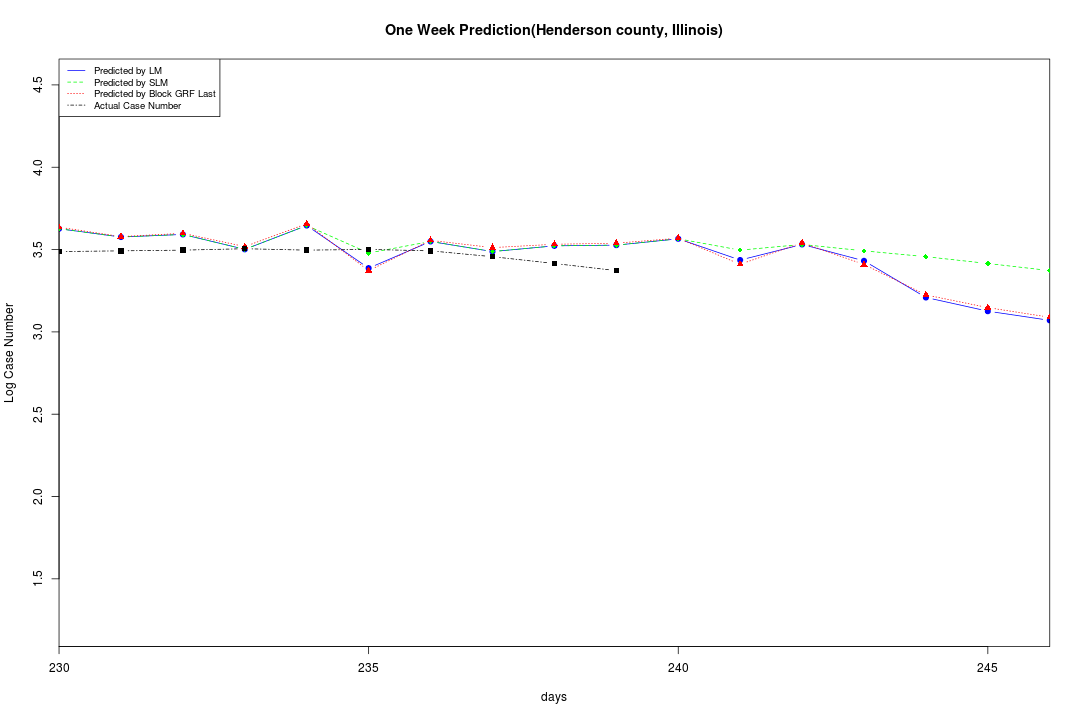 One Week Prediction(Henderson county, Illinois)
Predicted by LM
Predicted by SLM
Predicted by Block GRF Last
Actual Case Number
4.5
4.0
3.5
3.0
2.5
2.0
1.5
Log Case Number
230
235
240
245
days